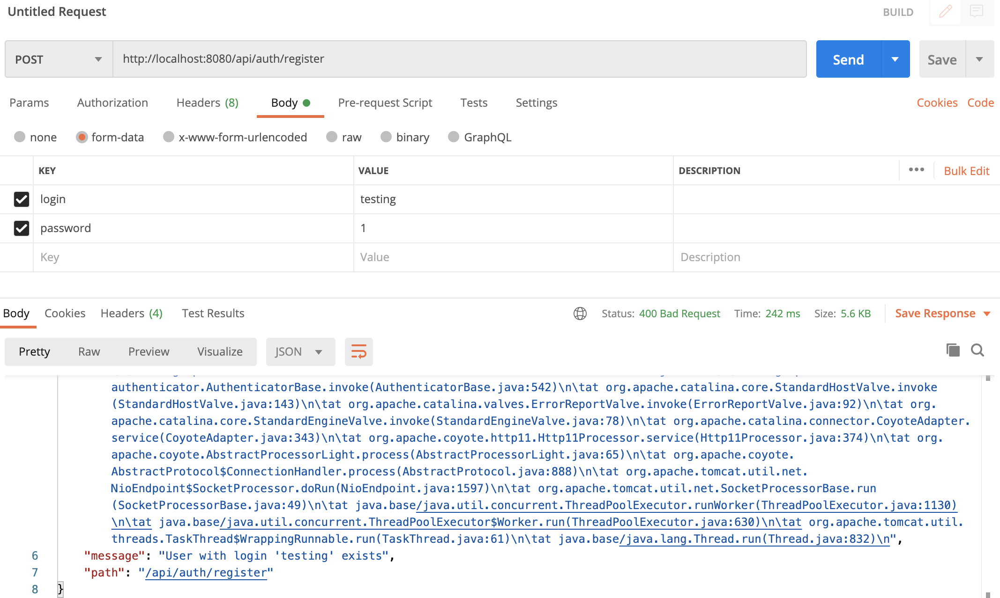 Untitled Request
BUILD
POST
http://localhost:8080/api/auth/register
Send
Save
Params Authorization Headers (8) Body Pre-request Script Tests Settings Cookies Code
none form-data x-www-form-urlencoded raw binary GraphQL
KEY VALUE DESCRIPTION ••• Bulk Edit
login testing
password 1
Key Value Description
Body Cookies Headers (4) Test Results Status: 400 Bad Request Time: 242 ms Size: 5.6 KB Save Response
Pretty Raw Preview Visualize JSON
authenticator.AuthenticatorBase.invoke(AuthenticatorBase.java:542)\n\tat org.apache.catalina.core.StandardHostValve.invoke
(StandardHostValve.java:143)\n\tat org.apache.catalina.valves.ErrorReportValve.invoke(ErrorReportValve.java:92)\n\tat org.
apache.catalina.core.StandardEngineValve.invoke(StandardEngineValve.java:78)\n\tat org.apache.catalina.connector.CoyoteAdapter.
service(CoyoteAdapter.java:343)\n\tat org.apache.coyote.http11.Http11Processor.service(Http11Processor.java:374)\n\tat org.
apache.coyote.AbstractProcessorLight.process(AbstractProcessorLight.java:65)\n\tat org.apache.coyote.
AbstractProtocol$ConnectionHandler.process(AbstractProtocol.java:888)\n\tat org.apache.tomcat.util.net.
NioEndpoint$SocketProcessor.doRun(NioEndpoint.java:1597)\n\tat org.apache.tomcat.util.net.SocketProcessorBase.run
(SocketProcessorBase.java:49)\n\tat java.base/java.util.concurrent.ThreadPoolExecutor.runWorker(ThreadPoolExecutor.java:1130)
\n\tat java.base/java.util.concurrent.ThreadPoolExecutor$Worker.run(ThreadPoolExecutor.java:630)\n\tat org.apache.tomcat.util.
threads.TaskThread$WrappingRunnable.run(TaskThread.java:61)\n\tat java.base/java.lang.Thread.run(Thread.java:832)\n",
6 "message": "User with login 'testing' exists",
7 "path": "/api/auth/register"
8 }